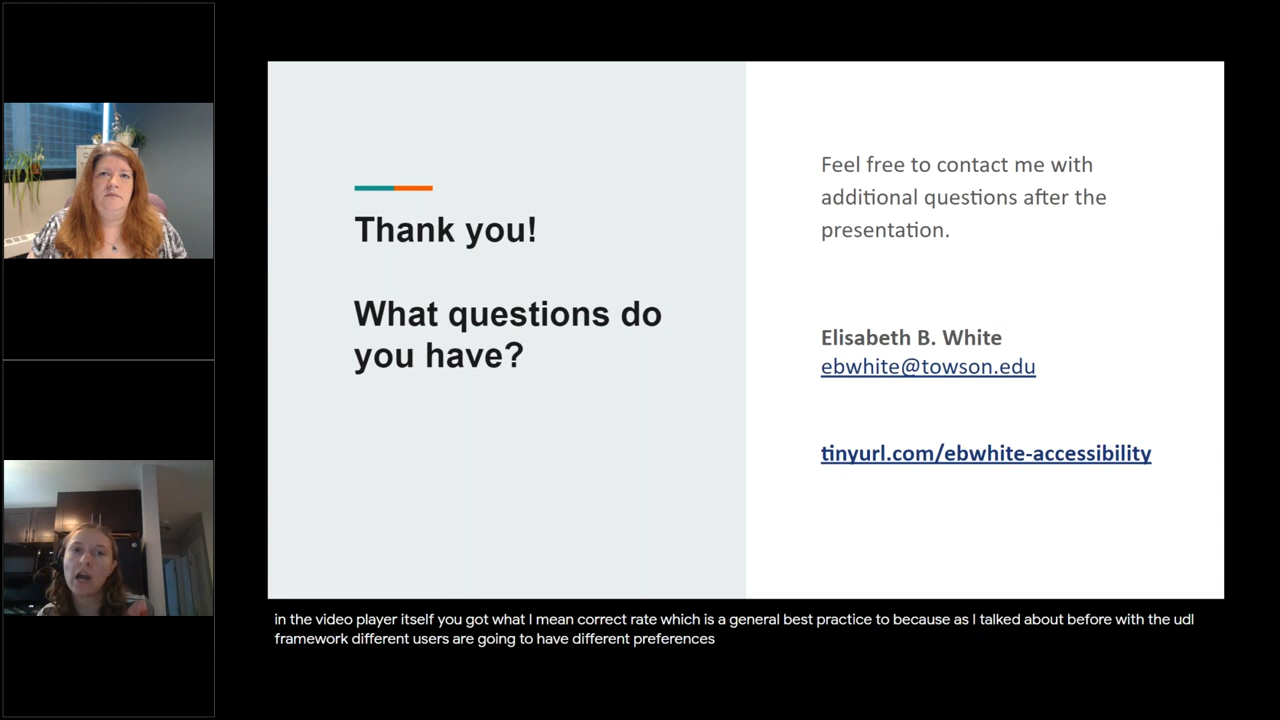 Thank you!
What questions do
you have?
Feel free to contact me with
additional questions after the
presentation.
Elisabeth B. White
ebwhite@towson.edu
tinyurl.com/ebwhite-accessibility
in the video player itself you got what I mean correct rate which is a general best practice to because as I talked about before with the udl
framework different users are going to have different preferences